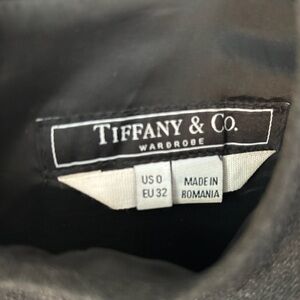 TIFFANY & CO.
WARDROBE
US 0
EU 32
MADE IN
ROMANIA